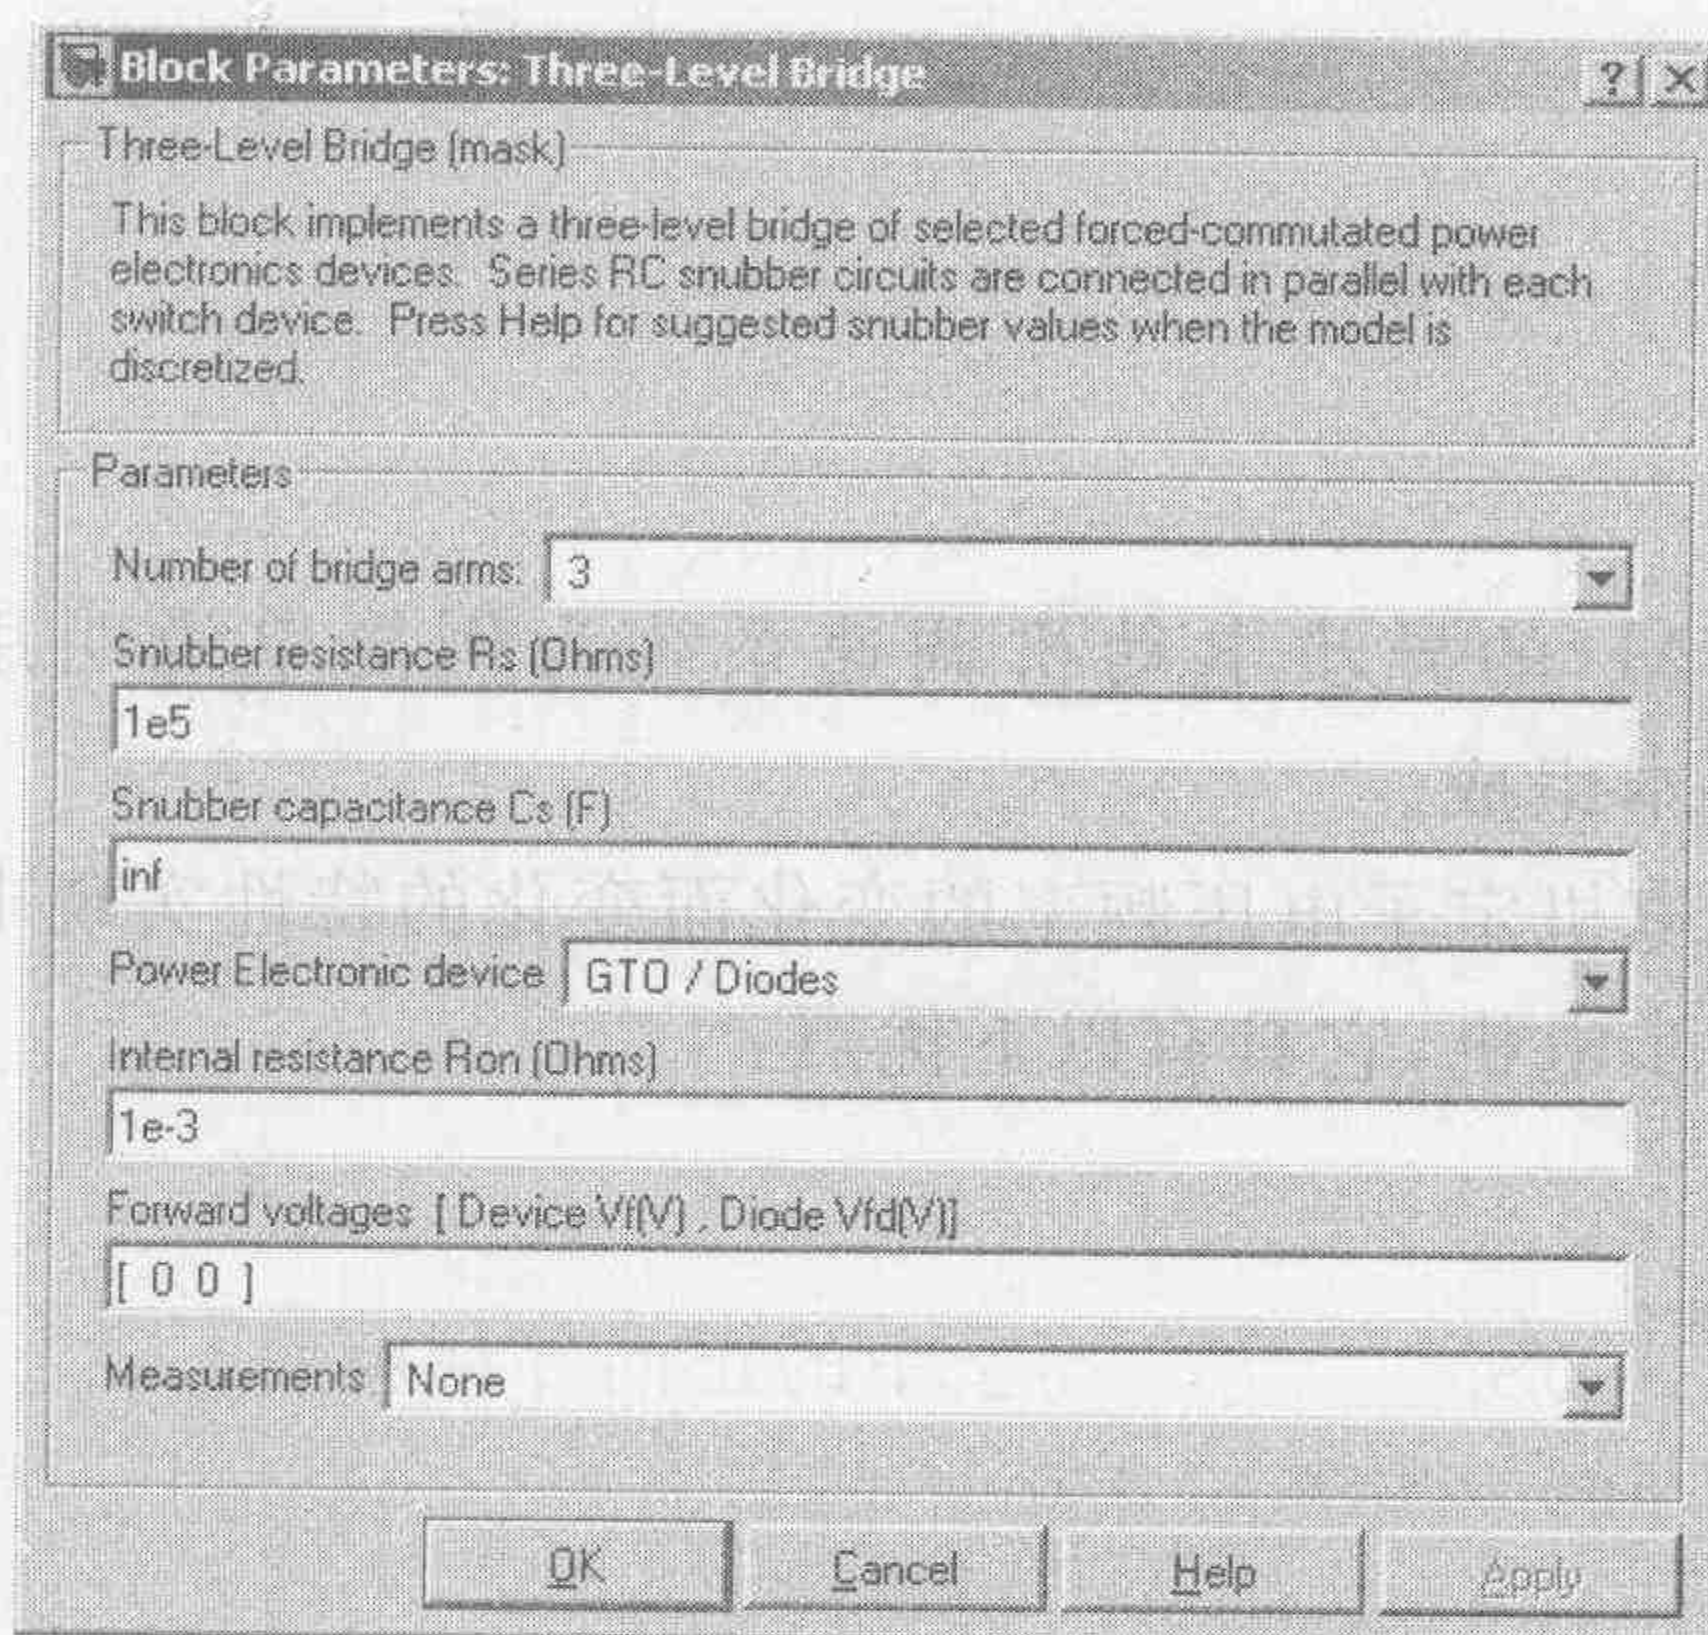 Block Parameters: Three-Level Bridge
Three-Level Bridge (mask)
This block implements a three-level bridge of selected forced-commutated power
electronics devices. Series RC snubber circuits are connected in parallel with each
switch device. Press Help for suggested snubber values when the model is
discretized.
Parameters
Number of bridge arms: 3
Snubber resistance Rs (Ohms)
1e5
Snubber capacitance Cs (F)
inf
Power Electronic device GTO / Diodes
Internal resistance Ron (Ohms)
1e-3
Forward voltages [ Device Vf(V) , Diode Vfd(V)]
[ 0 0 ]
Measurements None
OK Cancel Help Apply